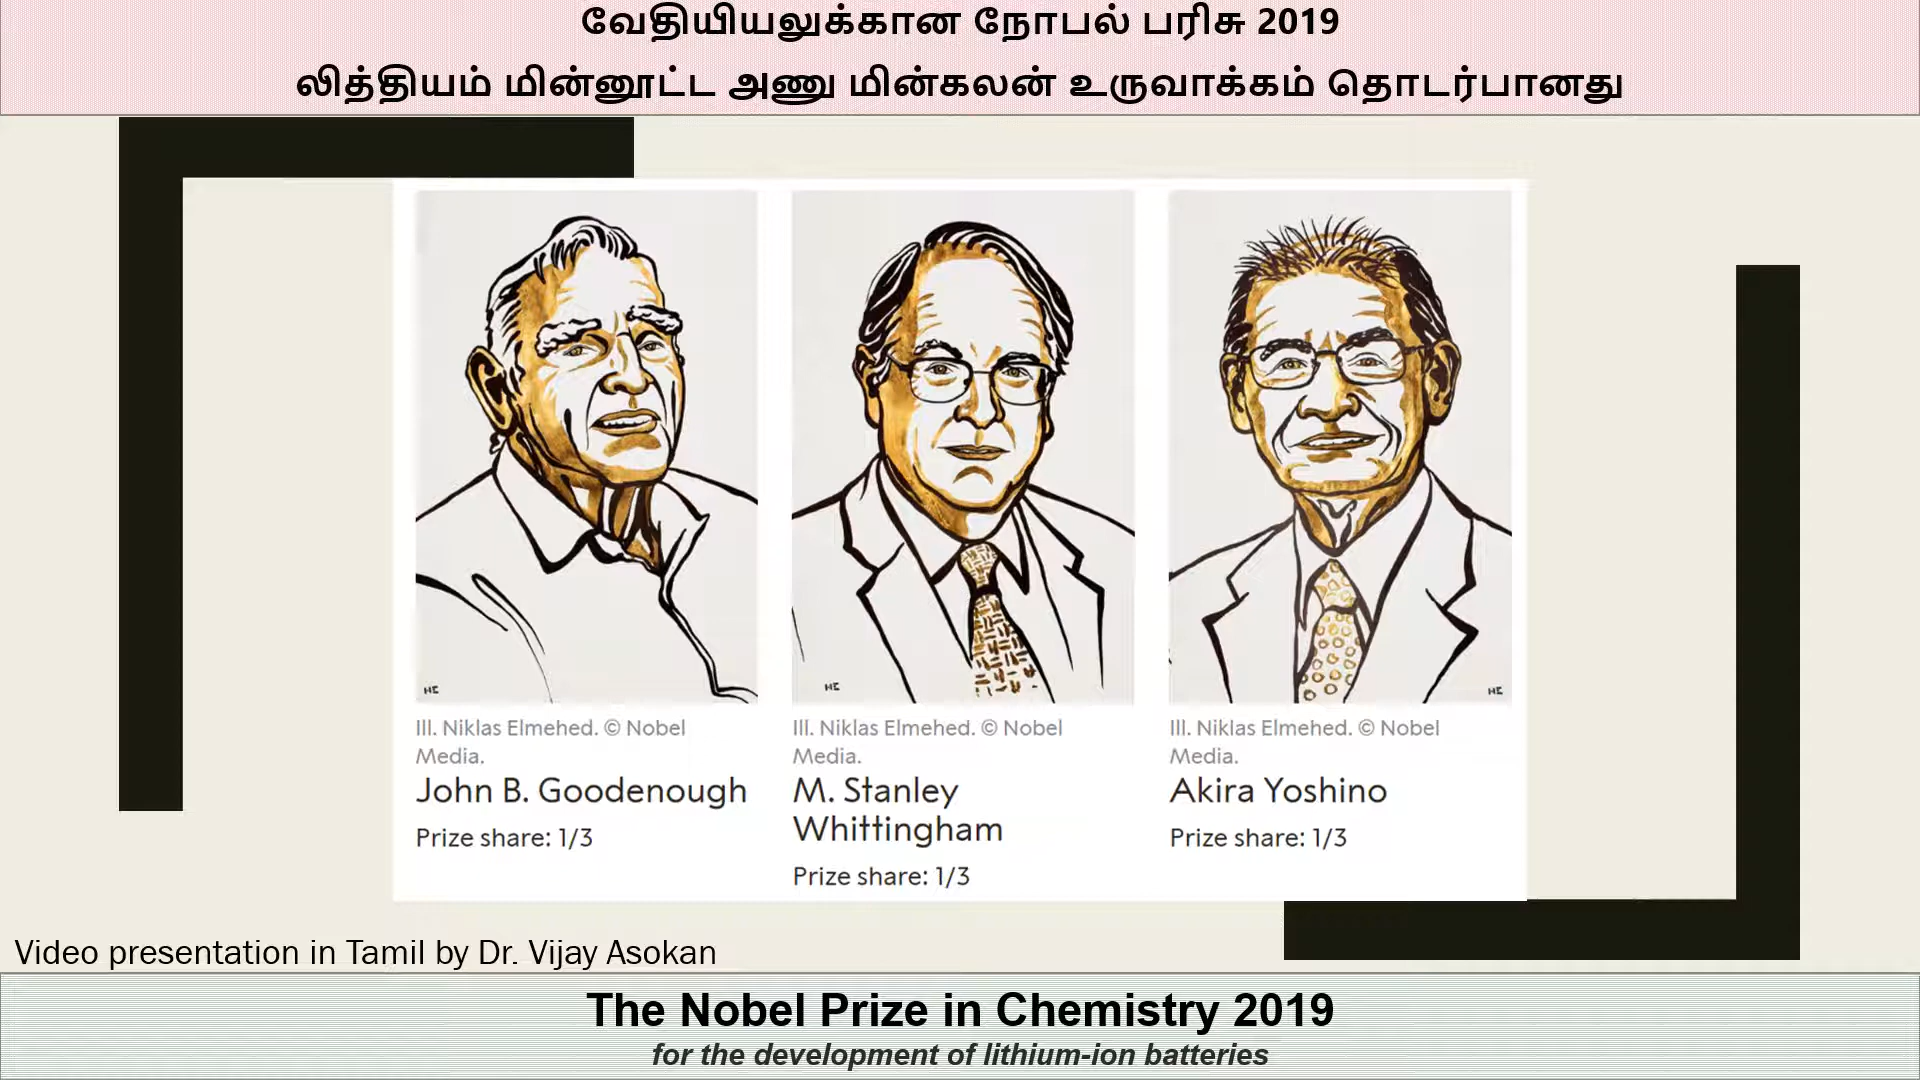 வேதியியலுக்கான நோபல் பரிசு 2019
லித்தியம் மின்னூட்ட அணு மின்கலன் உருவாக்கம் தொடர்பானது
HE
HE
HE
Ill. Niklas Elmehed. © Nobel
Media.
John B. Goodenough
Prize share: 1/3
Ill. Niklas Elmehed. © Nobel
Media.
M. Stanley
Whittingham
Prize share: 1/3
Ill. Niklas Elmehed. © Nobel
Media.
Akira Yoshino
Prize share: 1/3
Video presentation in Tamil by Dr. Vijay Asokan
The Nobel Prize in Chemistry 2019
for the development of lithium-ion batteries